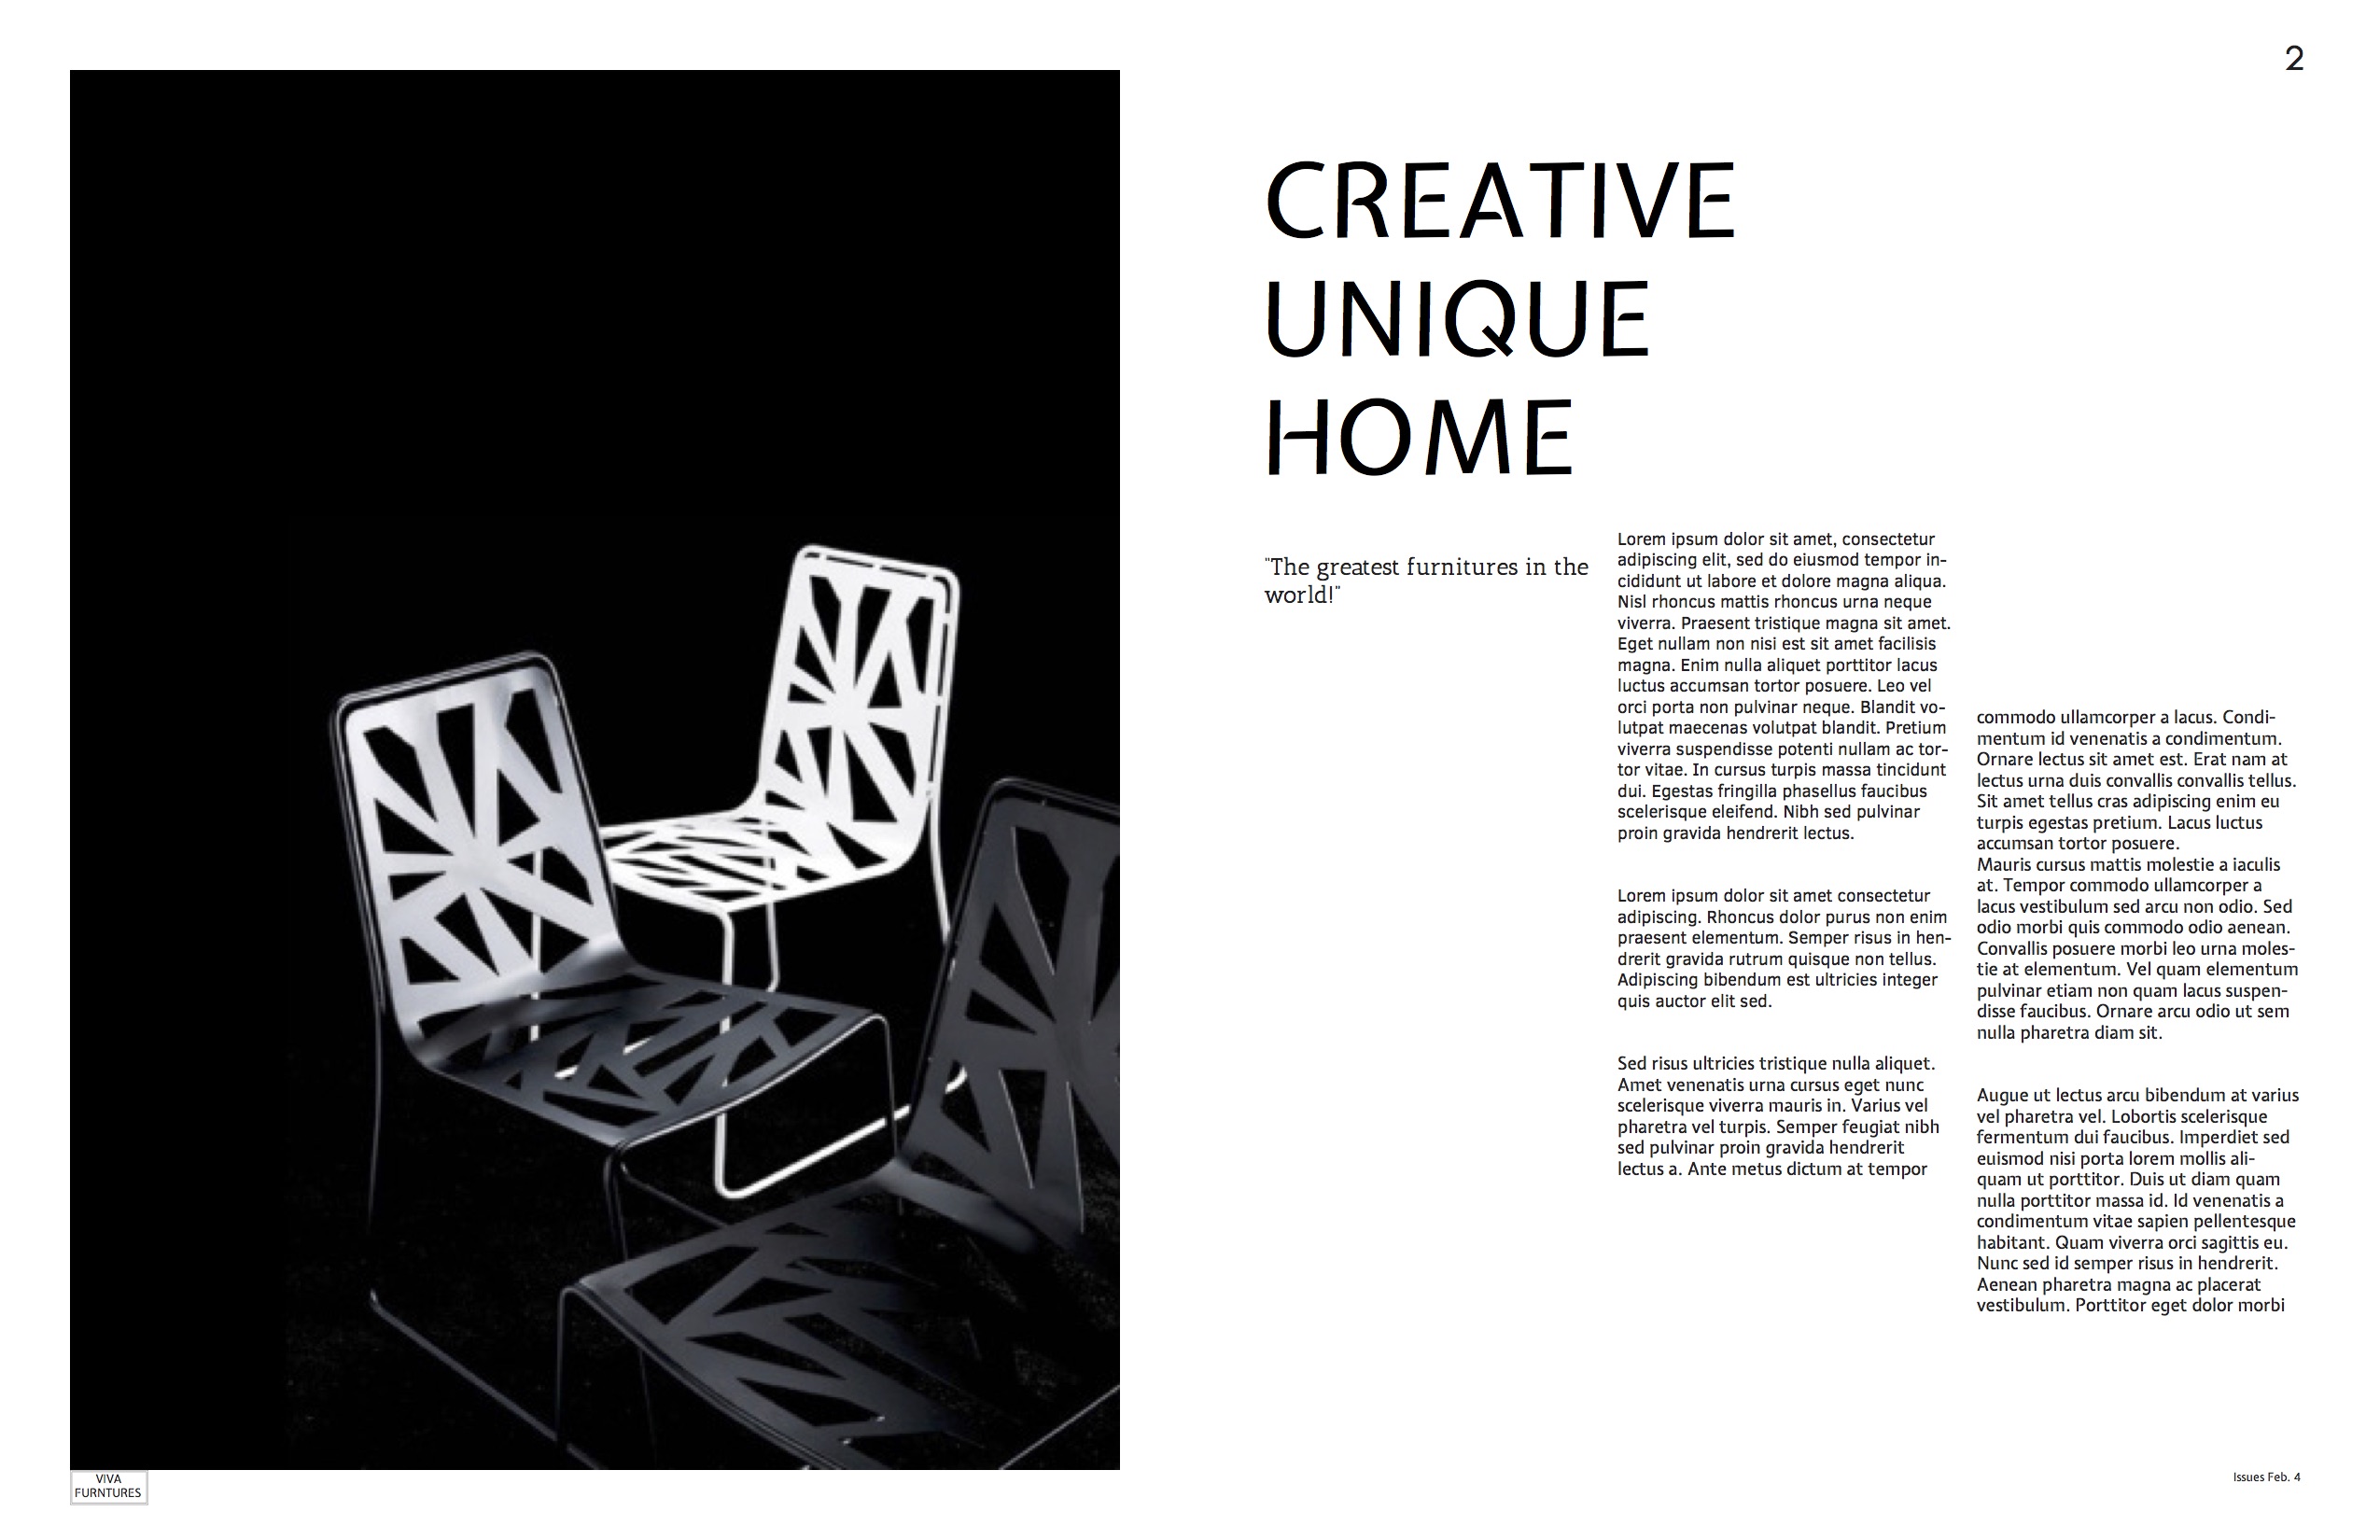 2
CREATIVE
UNIQUE
HOME
"The greatest furnitures in the
world!"
Lorem ipsum dolor sit amet, consectetur
adipiscing elit, sed do eiusmod tempor in-
cididunt ut labore et dolore magna aliqua.
Nisl rhoncus mattis rhoncus urna neque
viverra. Praesent tristique magna sit amet.
Eget nullam non nisi est sit amet facilisis
magna. Enim nulla aliquet porttitor lacus
luctus accumsan tortor posuere. Leo vel
orci porta non pulvinar neque. Blandit vo-
lutpat maecenas volutpat blandit. Pretium
viverra suspendisse potenti nullam ac tor-
tor vitae. In cursus turpis massa tincidunt
dui. Egestas fringilla phasellus faucibus
scelerisque eleifend. Nibh sed pulvinar
proin gravida hendrerit lectus.
Lorem ipsum dolor sit amet consectetur
adipiscing. Rhoncus dolor purus non enim
praesent elementum. Semper risus in hen-
drerit gravida rutrum quisque non tellus.
Adipiscing bibendum est ultricies integer
quis auctor elit sed.
Sed risus ultricies tristique nulla aliquet.
Amet venenatis urna cursus eget nunc
scelerisque viverra mauris in. Varius vel
pharetra vel turpis. Semper feugiat nibh
sed pulvinar proin gravida hendrerit
lectus a. Ante metus dictum at tempor
commodo ullamcorper a lacus. Condi-
mentum id venenatis a condimentum.
Ornare lectus sit amet est. Erat nam at
lectus urna duis convallis convallis tellus.
Sit amet tellus cras adipiscing enim eu
turpis egestas pretium. Lacus luctus
accumsan tortor posuere.
Mauris cursus mattis molestie a iaculis
at. Tempor commodo ullamcorper a
lacus vestibulum sed arcu non odio. Sed
odio morbi quis commodo odio aenean.
Convallis posuere morbi leo urna moles-
tie at elementum. Vel quam elementum
pulvinar etiam non quam lacus suspen-
disse faucibus. Ornare arcu odio ut sem
nulla pharetra diam sit.
Augue ut lectus arcu bibendum at varius
vel pharetra vel. Lobortis scelerisque
fermentum dui faucibus. Imperdiet sed
euismod nisi porta lorem mollis ali-
quam ut porttitor. Duis ut diam quam
nulla porttitor massa id. Id venenatis a
condimentum vitae sapien pellentesque
habitant. Quam viverra orci sagittis eu.
Nunc sed id semper risus in hendrerit.
Aenean pharetra magna ac placerat
vestibulum. Porttitor eget dolor morbi
VIVA
FURNTURES
Issues Feb. 4